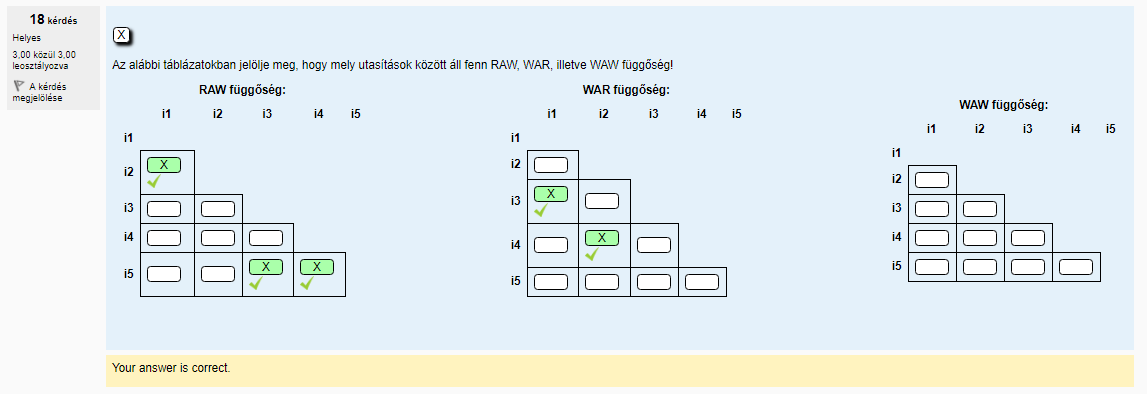 18 kérdés
Helyes
3,00 közül 3,00
leosztályozva
A kérdés
megjelölése
X
Az alábbi táblázatokban jelölje meg, hogy mely utasítások között áll fenn RAW, WAR, illetve WAW függőség!
RAW függőség:
i1 i2 i3 i4 i5
i1
i2 X
i3
i4
i5 X X
WAR függőség:
i1 i2 i3 i4 i5
i1
i2
i3 X
i4 X
i5
WAW függőség:
i1 i2 i3 i4 i5
i1
i2
i3
i4
i5
Your answer is correct.